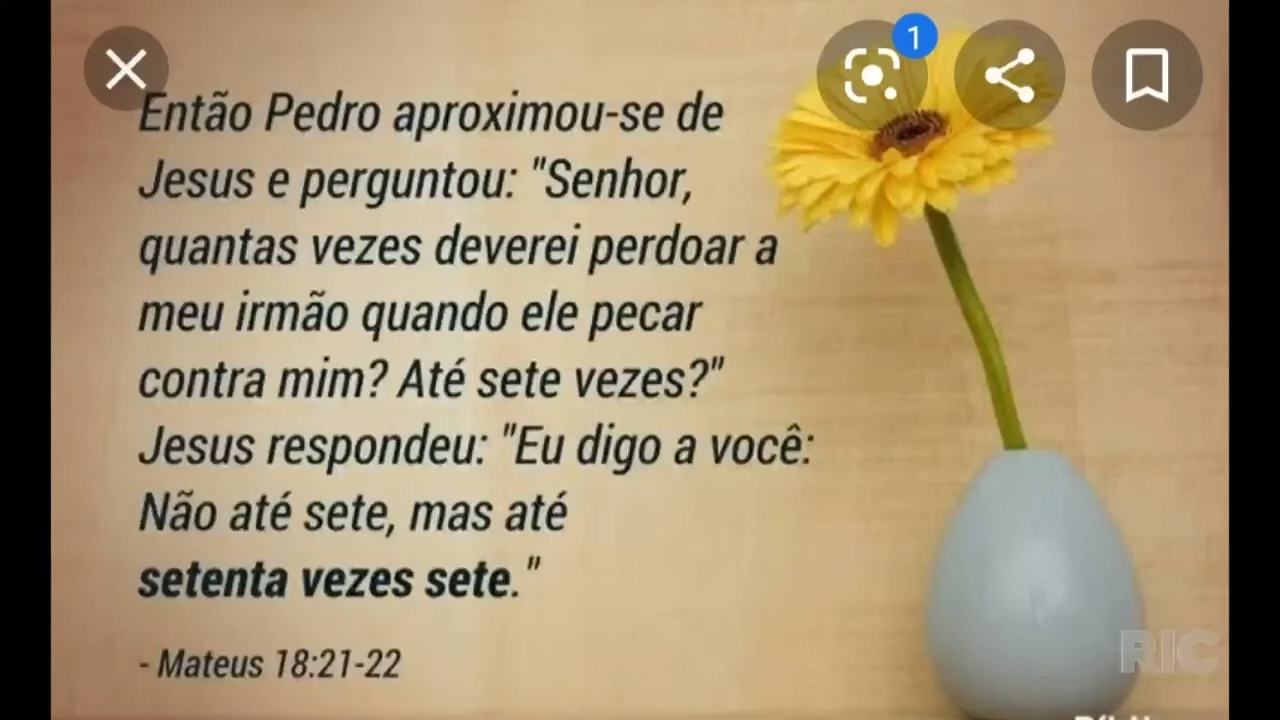 1
Então Pedro aproximou-se de
Jesus e perguntou: "Senhor,
quantas vezes deverei perdoar a
meu irmão quando ele pecar
contra mim? Até sete vezes?"
Jesus respondeu: "Eu digo a você:
Não até sete, mas até
setenta vezes sete."
- Mateus 18:21-22
RIC